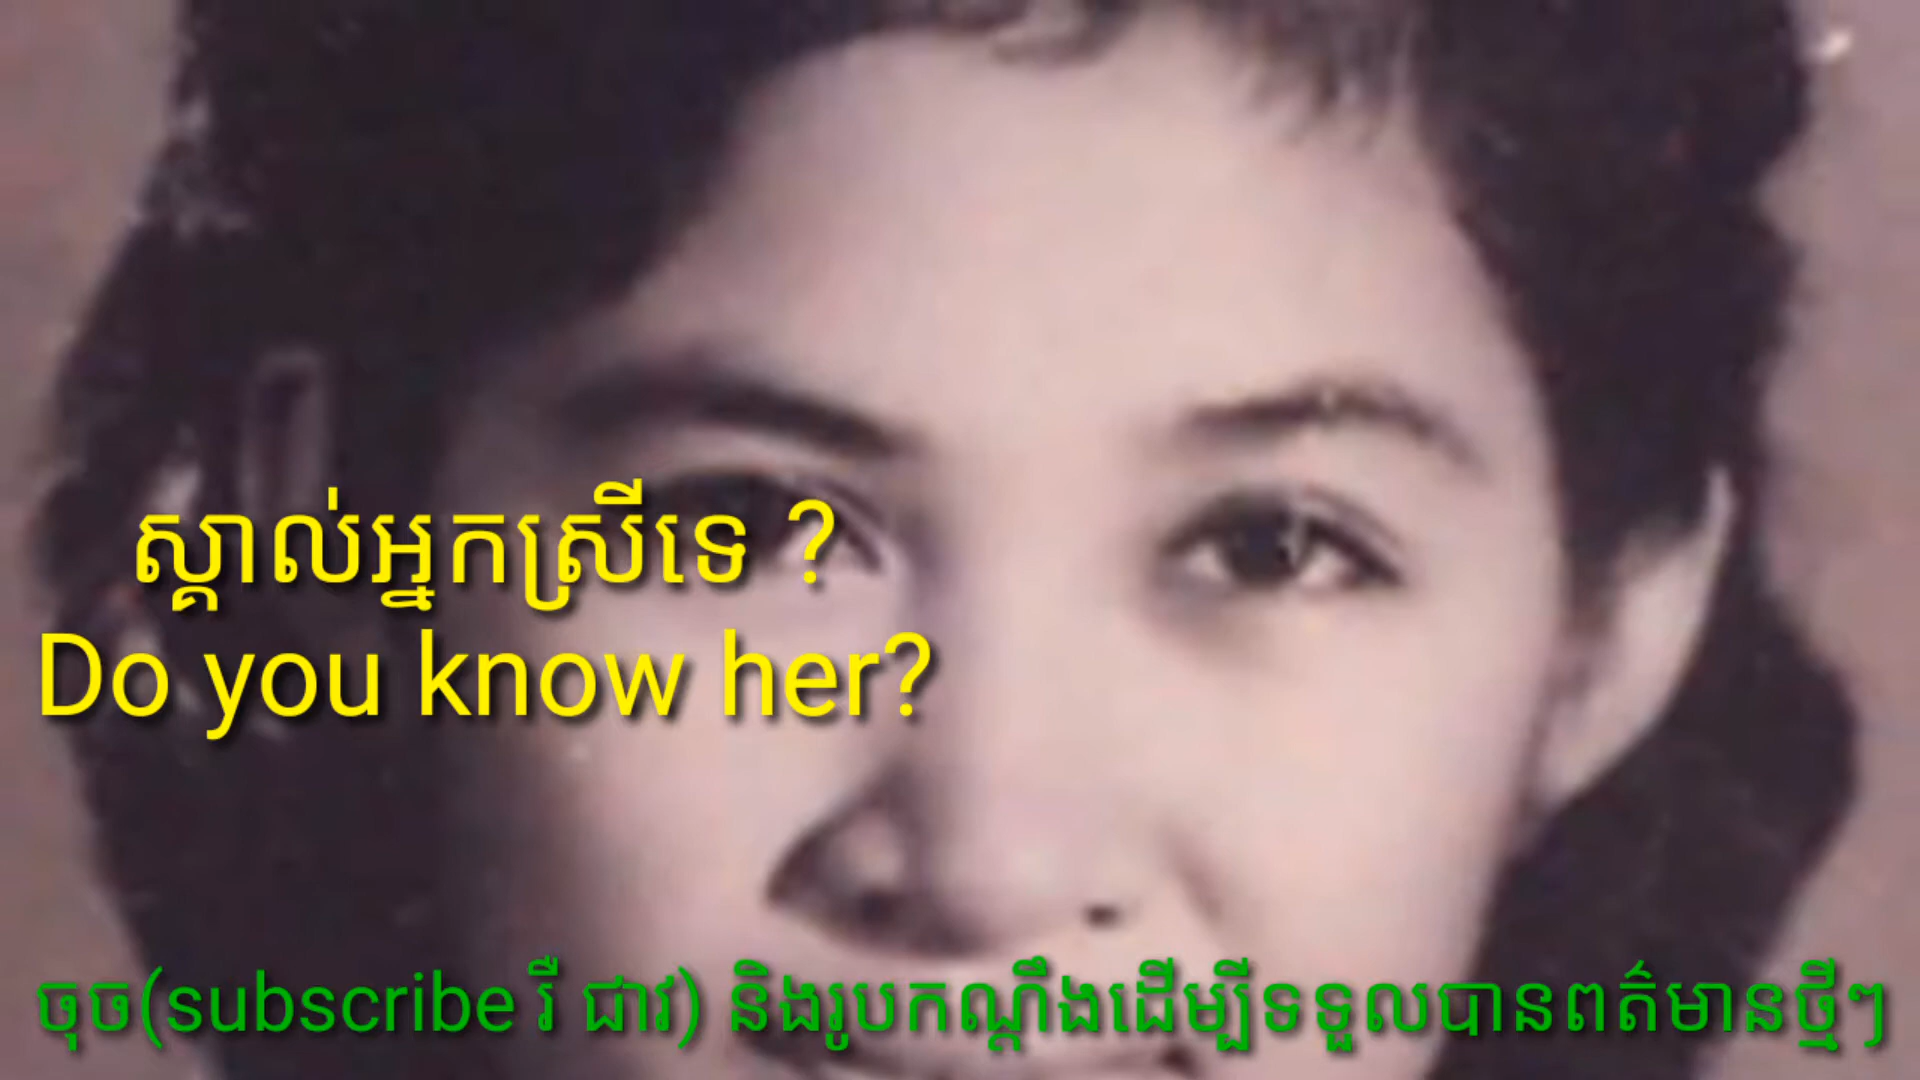 ស្គាល់អ្នកស្រីទេ ?
Do you know her?
ចុច(subscribe រឺ ជាវ) និងរូបកណ្ដឹងដើម្បីទទួលបានពត៌មានថ្មីៗ